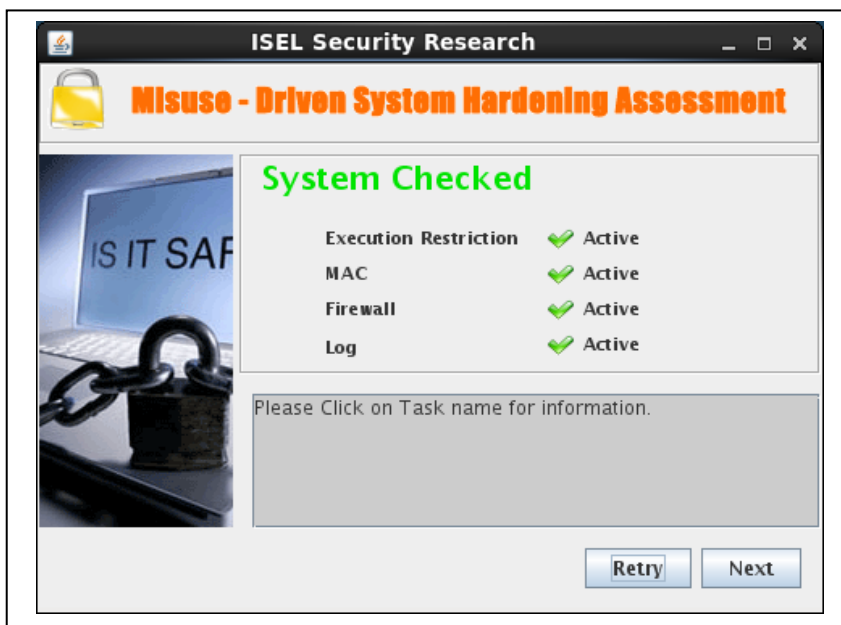 ISEL Security Research
Misuse - Driven System Hardening Assessment
IS IT SAF
System Checked
Execution Restriction Active
MAC Active
Firewall Active
Log Active
Please Click on Task name for information.
Retry Next